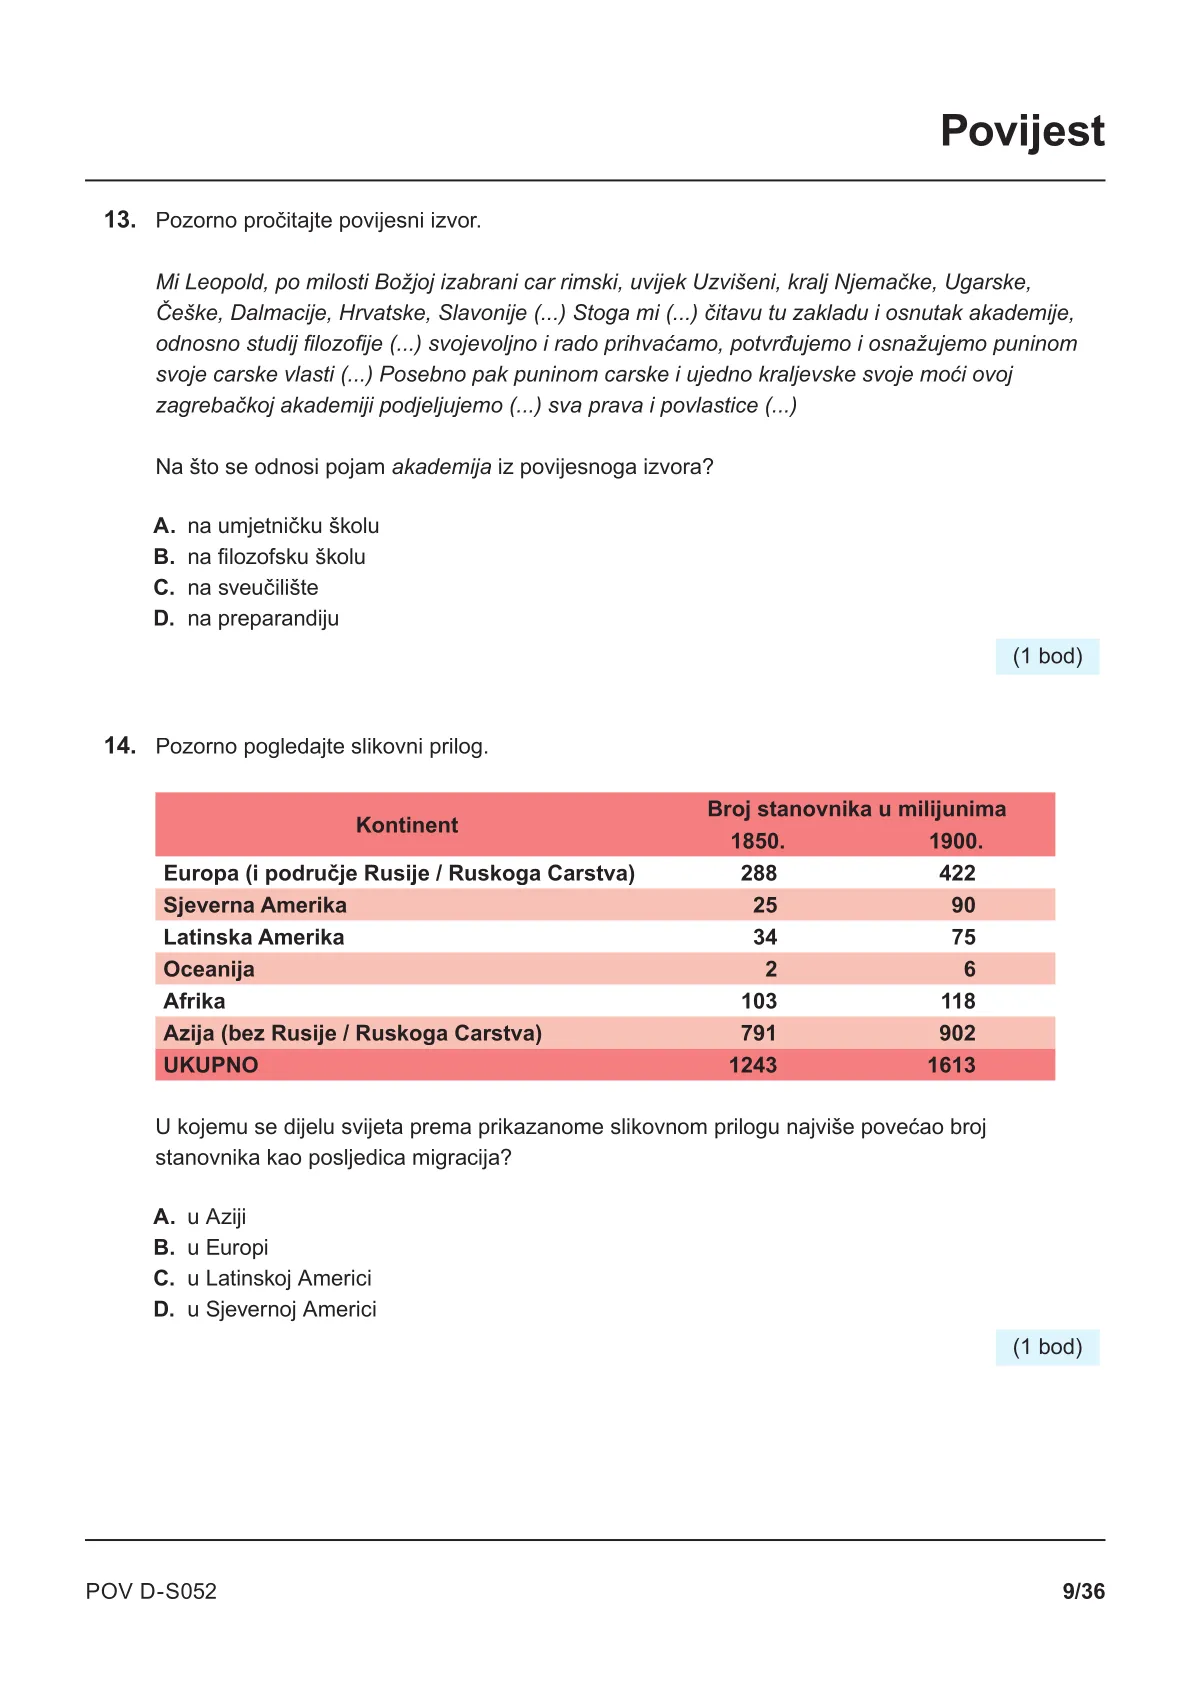 Povijest
13. Pozorno pročitajte povijesni izvor.
Mi Leopold, po milosti Božjoj izabrani car rimski, uvijek Uzvišeni, kralj Njemačke, Ugarske,
Češke, Dalmacije, Hrvatske, Slavonije (...) Stoga mi (...) čitavu tu zakladu i osnutak akademije,
odnosno studij filozofije (...) svojevoljno i rado prihvaćamo, potvrđujemo i osnažujemo puninom
svoje carske vlasti (...) Posebno pak puninom carske i ujedno kraljevske svoje moći ovoj
zagrebačkoj akademiji podjeljujemo (...) sva prava i povlastice (...)
Na što se odnosi pojam akademija iz povijesnoga izvora?
A. na umjetničku školu
B. na filozofsku školu
C. na sveučilište
D. na preparandiju
(1 bod)
14. Pozorno pogledajte slikovni prilog.
Kontinent Broj stanovnika u milijunima
1850. 1900.
Europa (i područje Rusije / Ruskoga Carstva) 288 422
Sjeverna Amerika 25 90
Latinska Amerika 34 75
Oceanija 2 6
Afrika 103 118
Azija (bez Rusije / Ruskoga Carstva) 791 902
UKUPNO 1243 1613
U kojemu se dijelu svijeta prema prikazanome slikovnom prilogu najviše povećao broj
stanovnika kao posljedica migracija?
A. u Aziji
B. u Europi
C. u Latinskoj Americi
D. u Sjevernoj Americi
(1 bod)
POV D-S052 9/36